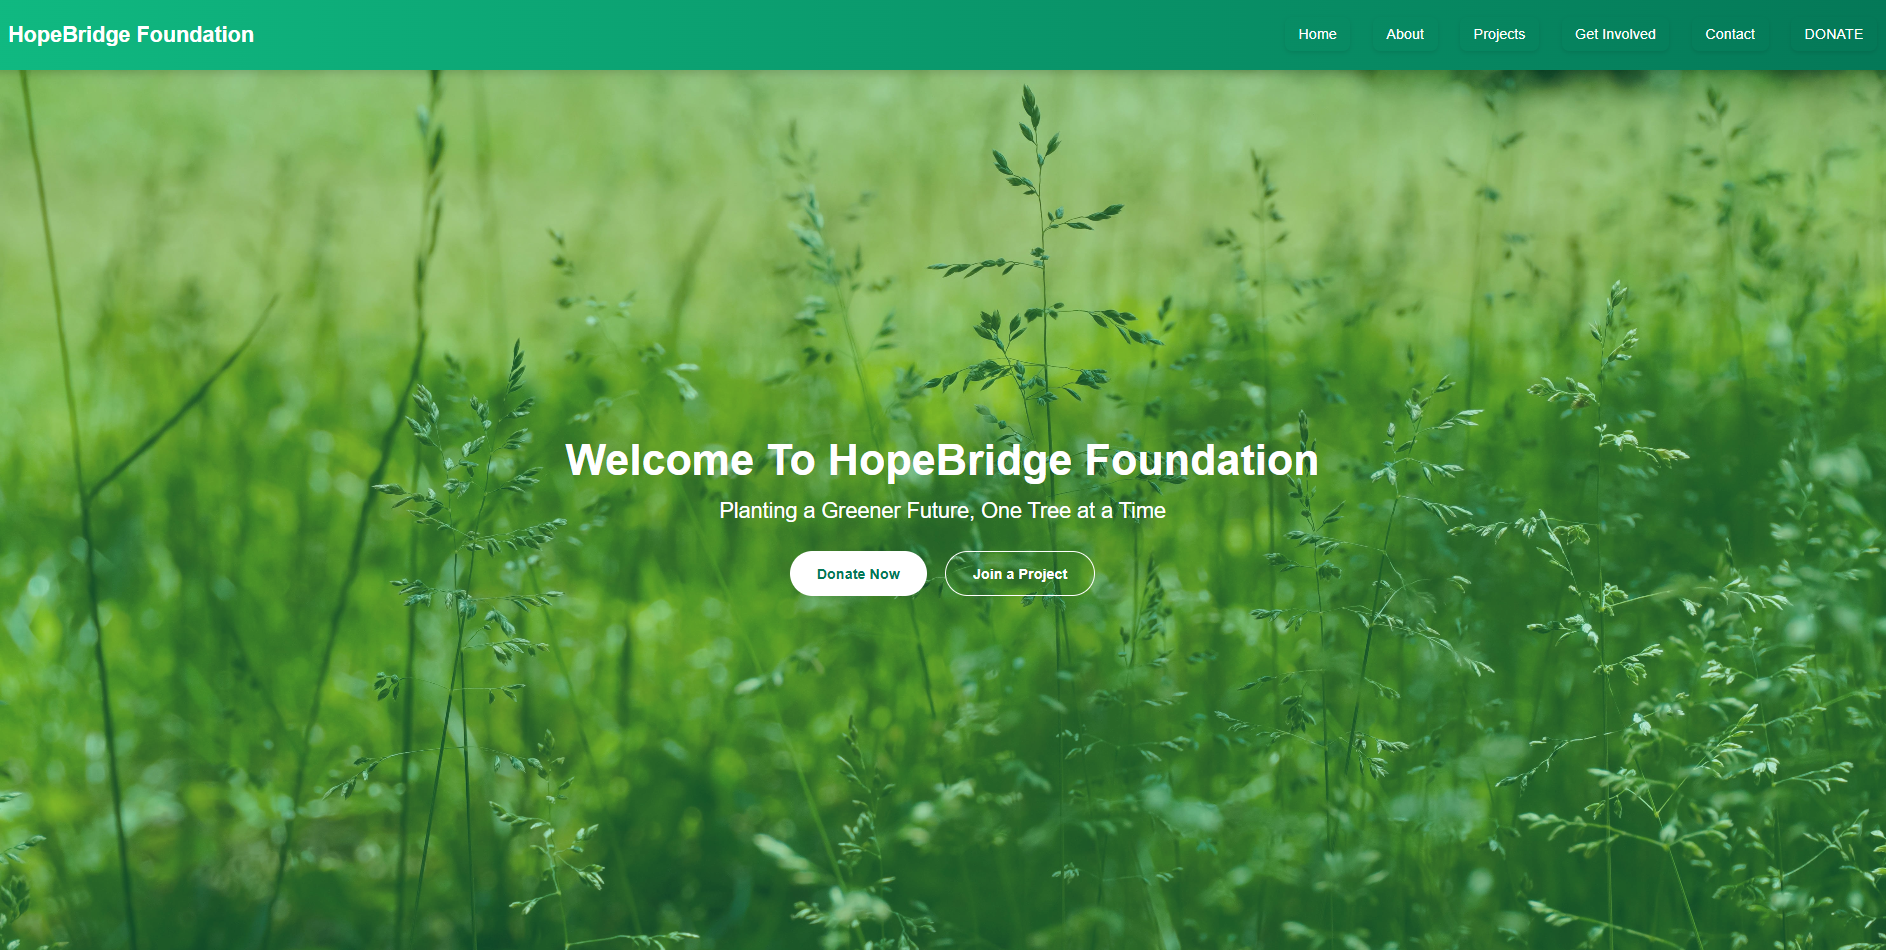 HopeBridge Foundation
Home About Projects Get Involved Contact DONATE
Welcome To HopeBridge Foundation
Planting a Greener Future, One Tree at a Time
Donate Now Join a Project